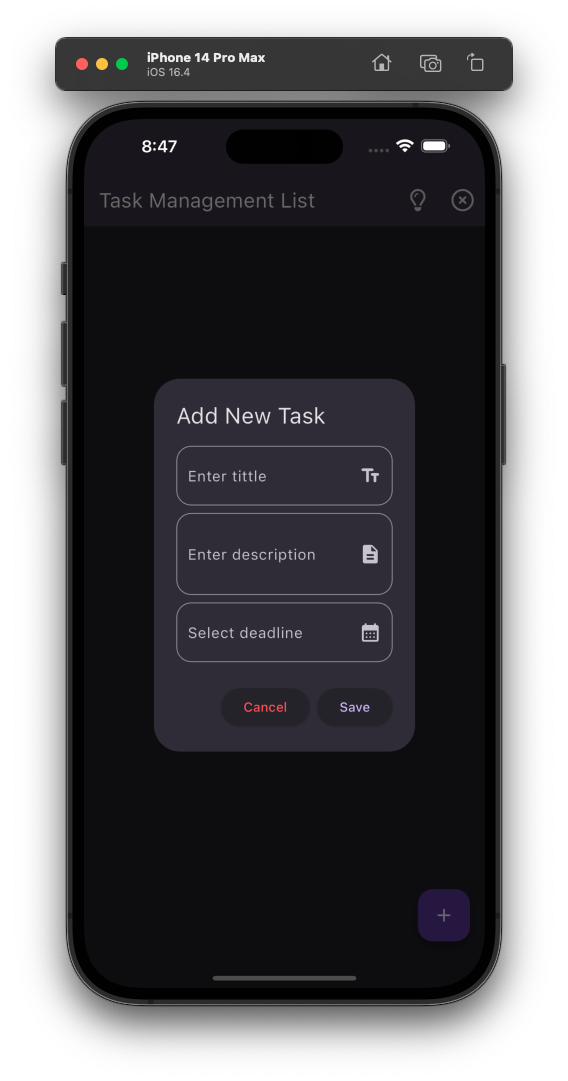 iPhone 14 Pro Max
iOS 16.4
8:47
Task Management List
Add New Task
Enter tittle
Enter description
Select deadline
Cancel
Save